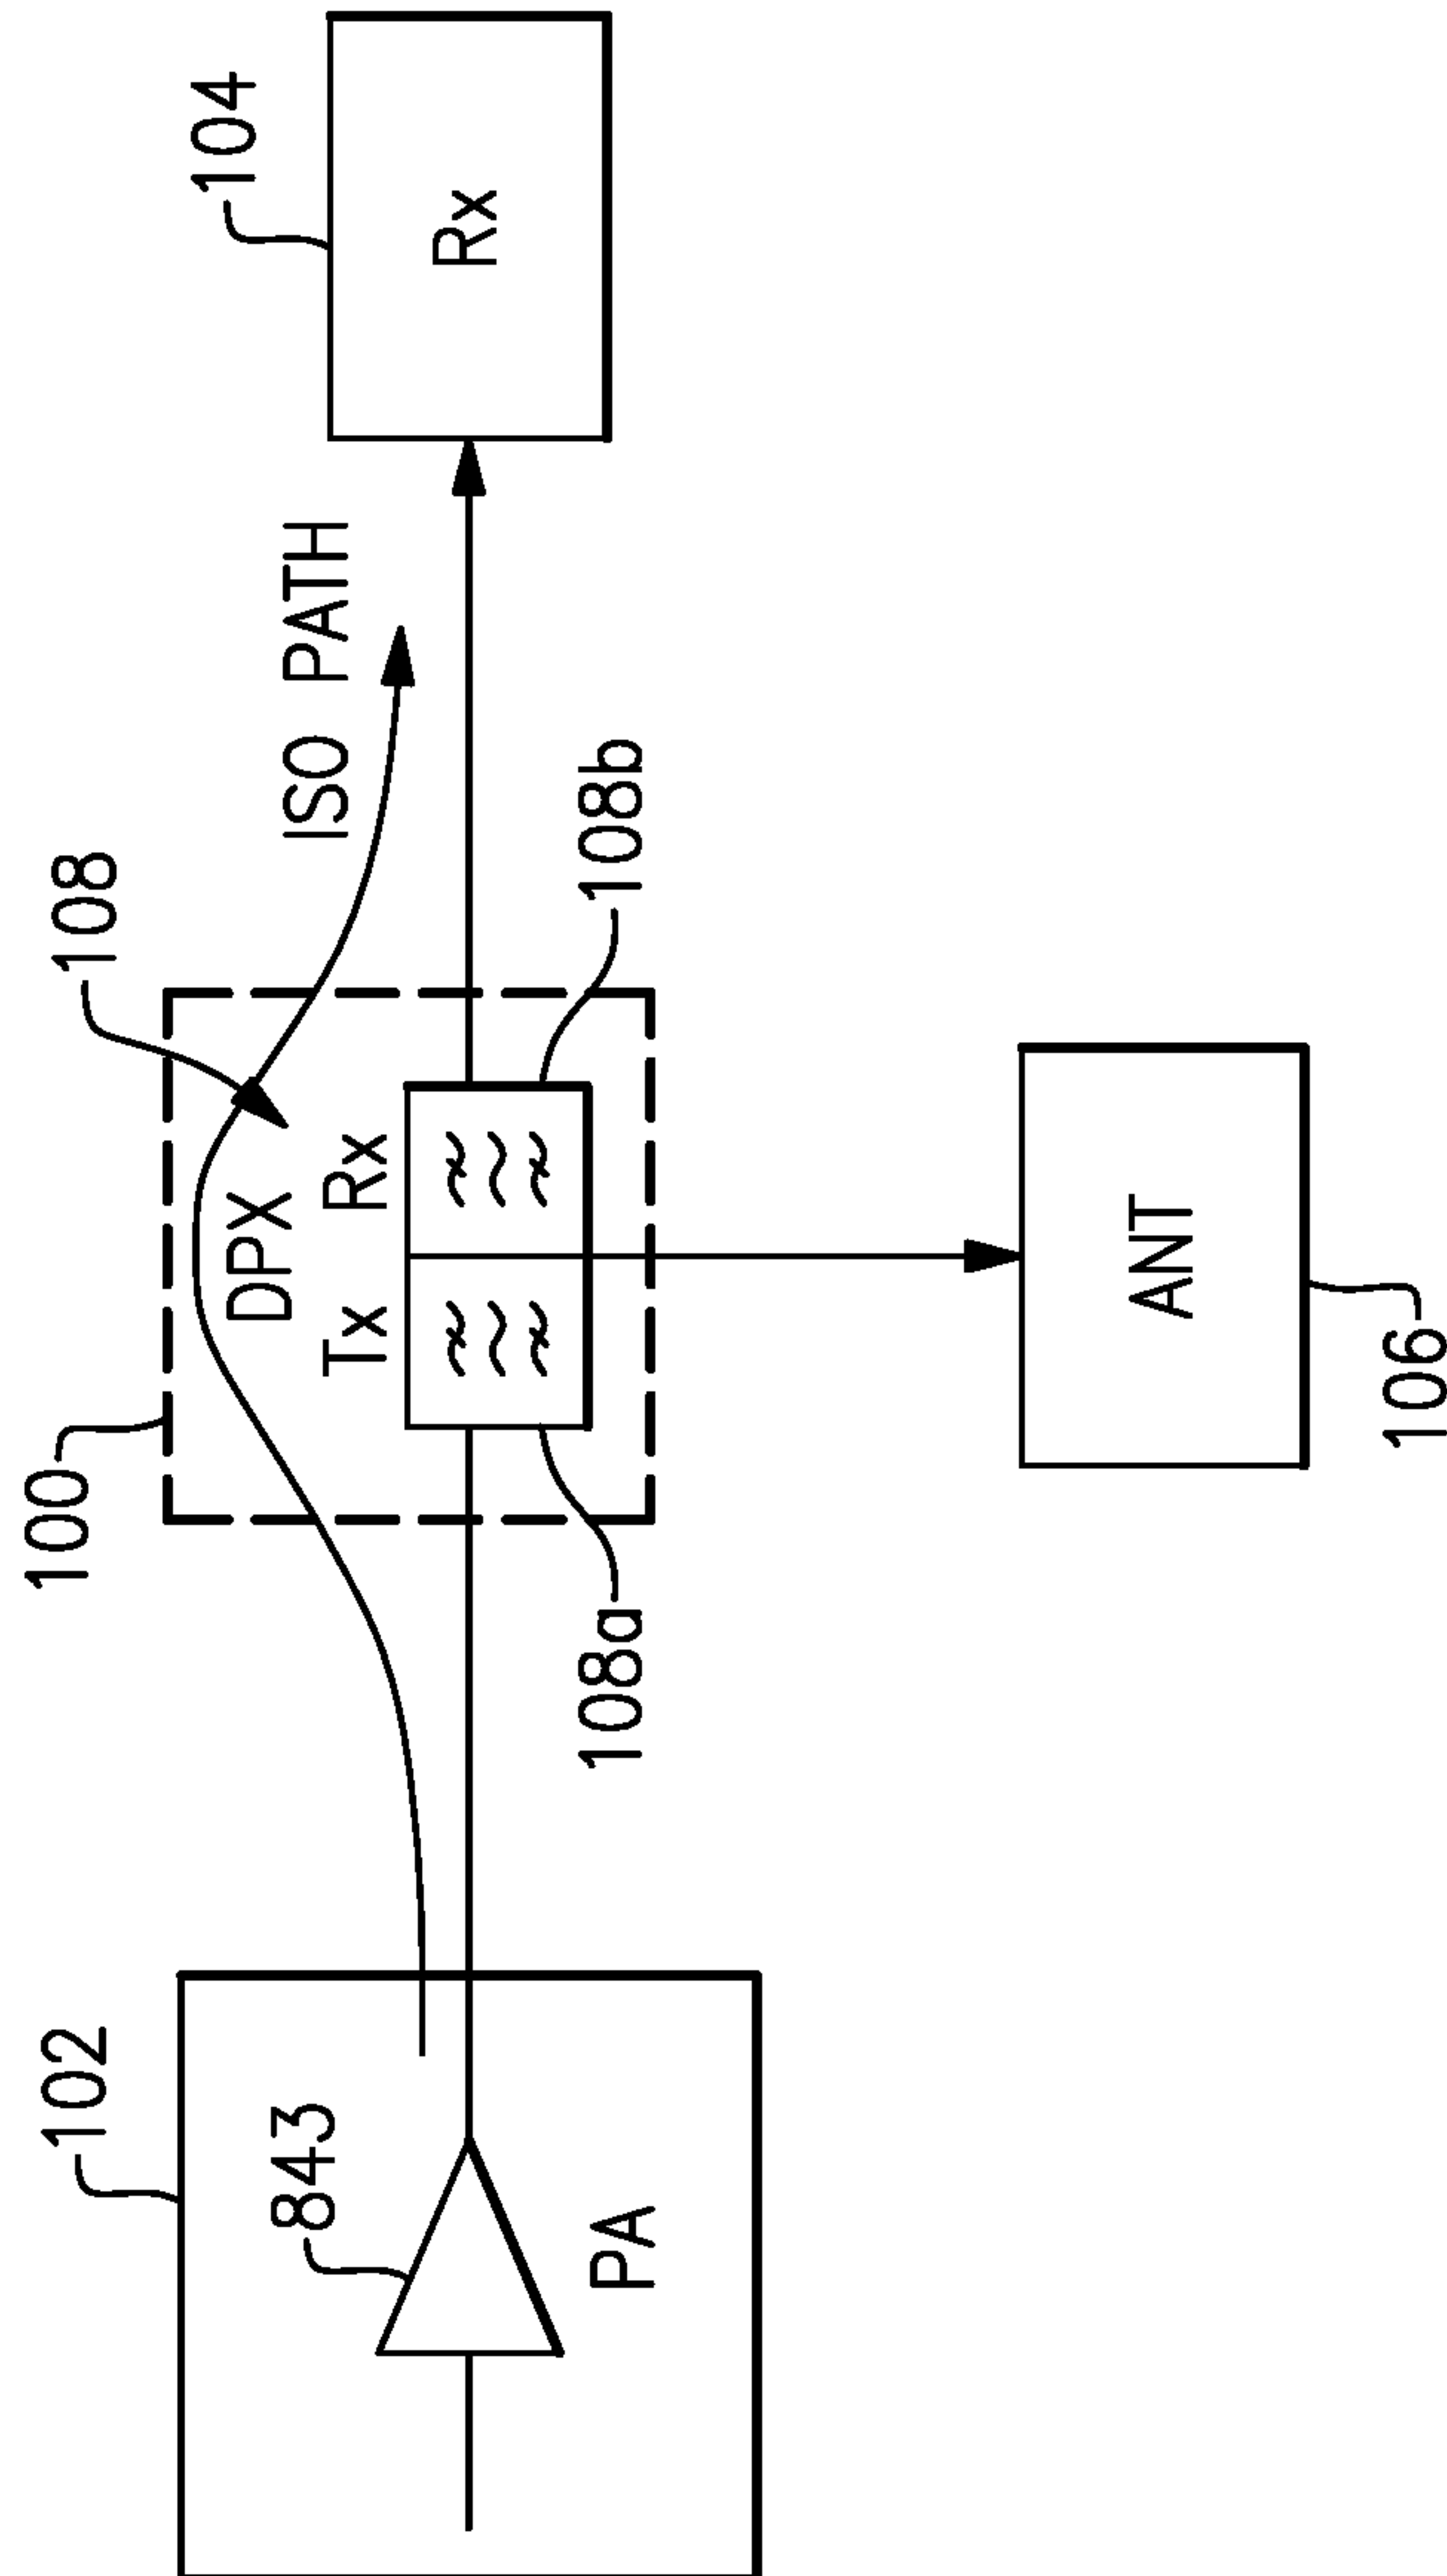 102
843
PA
100
108
DPX
Tx
Rx
108a
108b
ISO PATH
104
Rx
ANT
106